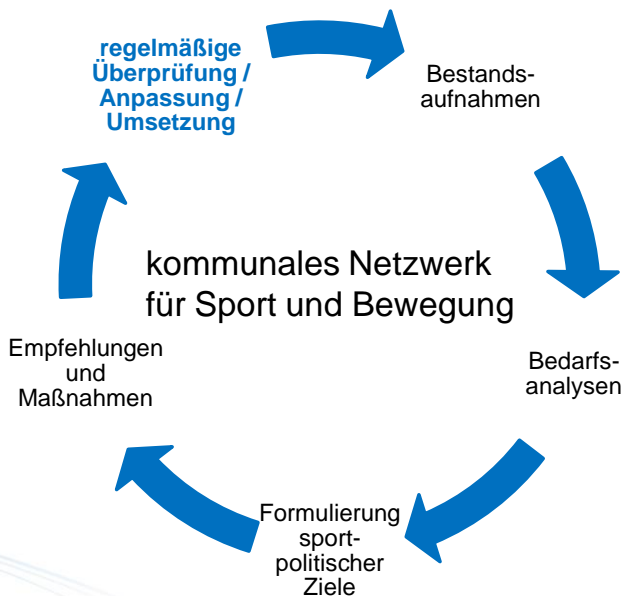 regelmäßige
Überprüfung /
Anpassung /
Umsetzung
Bestands-
aufnahmen
kommunales Netzwerk
für Sport und Bewegung
Empfehlungen
und
Maßnahmen
Bedarfs-
analysen
Formulierung
sport-
politischer
Ziele